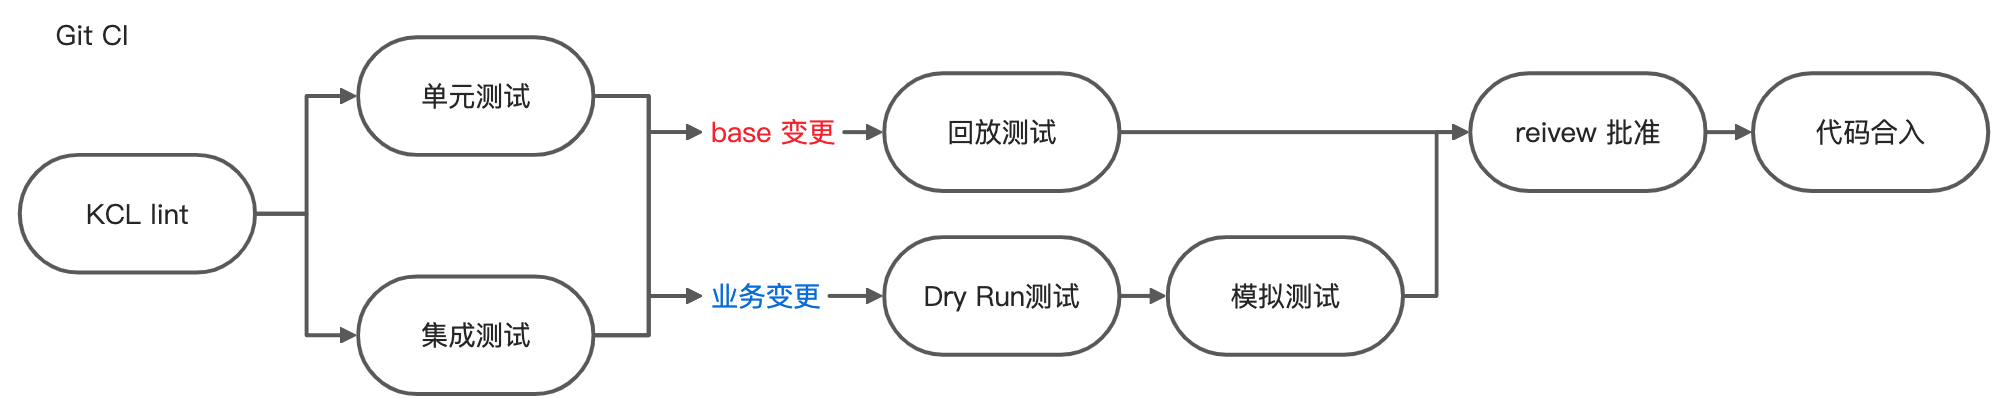 Git CI
KCL lint
单元测试
集成测试
base 变更
业务变更
回放测试
Dry Run测试
模拟测试
reivew 批准
代码合入